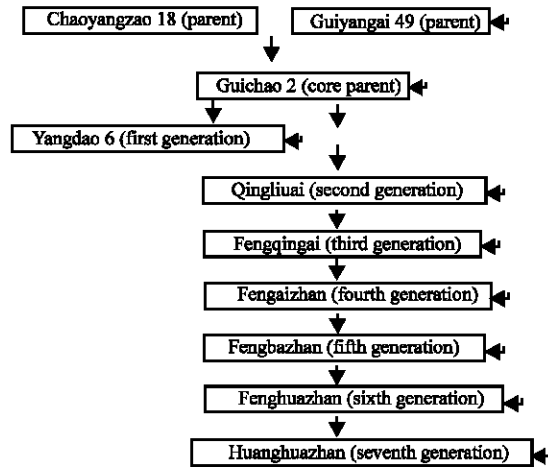 Chaoyangzao 18 (parent)
Guiyangai 49 (parent)
Guichao 2 (core parent)
Yangdao 6 (first generation)
Qingliuai (second generation)
Fengqingai (third generation)
Fengaizhan (fourth generation)
Fengbazhan (fifth generation)
Fenghuazhan (sixth generation)
Huanghuazhan (seventh generation)